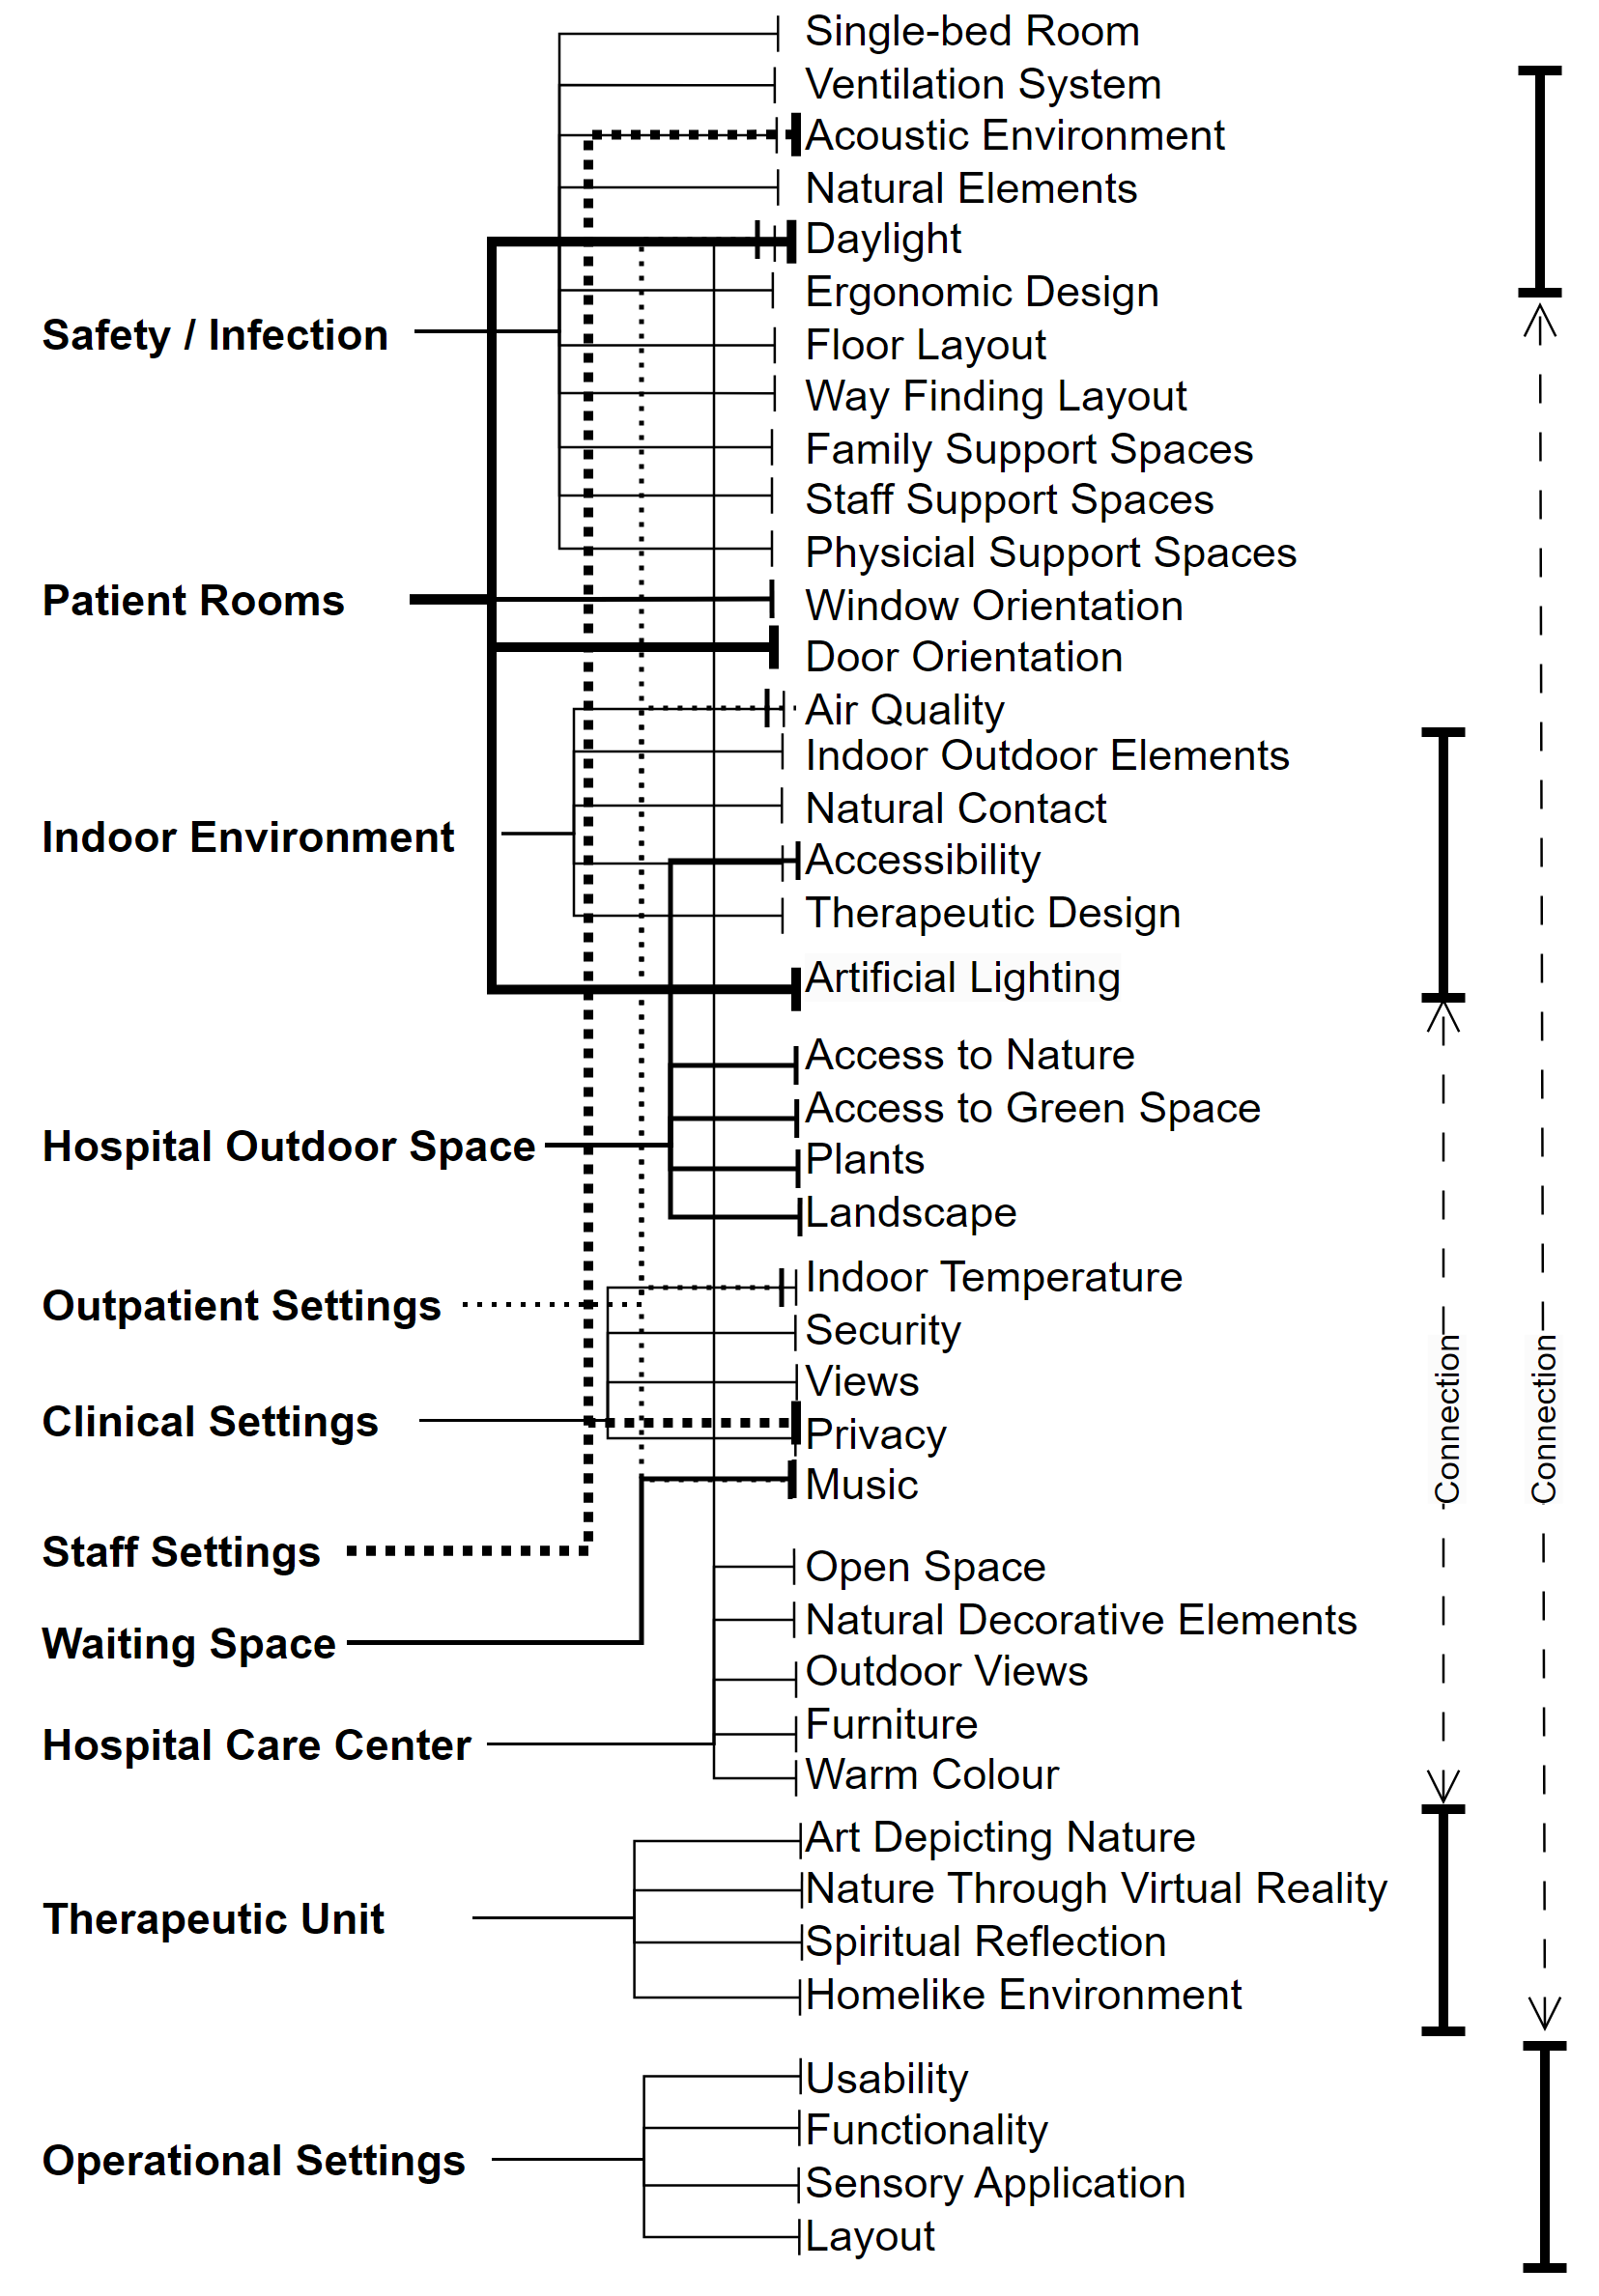 Single-bed Room
Ventilation System
Acoustic Environment
Natural Elements
Daylight
Ergonomic Design
Safety / Infection
Floor Layout
Way Finding Layout
Family Support Spaces
Staff Support Spaces
Physicial Support Spaces
Patient Rooms
Window Orientation
Door Orientation
Air Quality
Indoor Outdoor Elements
Natural Contact
Indoor Environment
Accessibility
Therapeutic Design
Artificial Lighting
Access to Nature
Access to Green Space
Hospital Outdoor Space
Plants
Landscape
Indoor Temperature
Outpatient Settings
Security
Views
Clinical Settings
Privacy
Music
Connection
Connection
Staff Settings
Open Space
Natural Decorative Elements
Waiting Space
Outdoor Views
Furniture
Hospital Care Center
Warm Colour
Art Depicting Nature
Nature Through Virtual Reality
Therapeutic Unit
Spiritual Reflection
Homelike Environment
Usability
Functionality
Operational Settings
Sensory Application
Layout